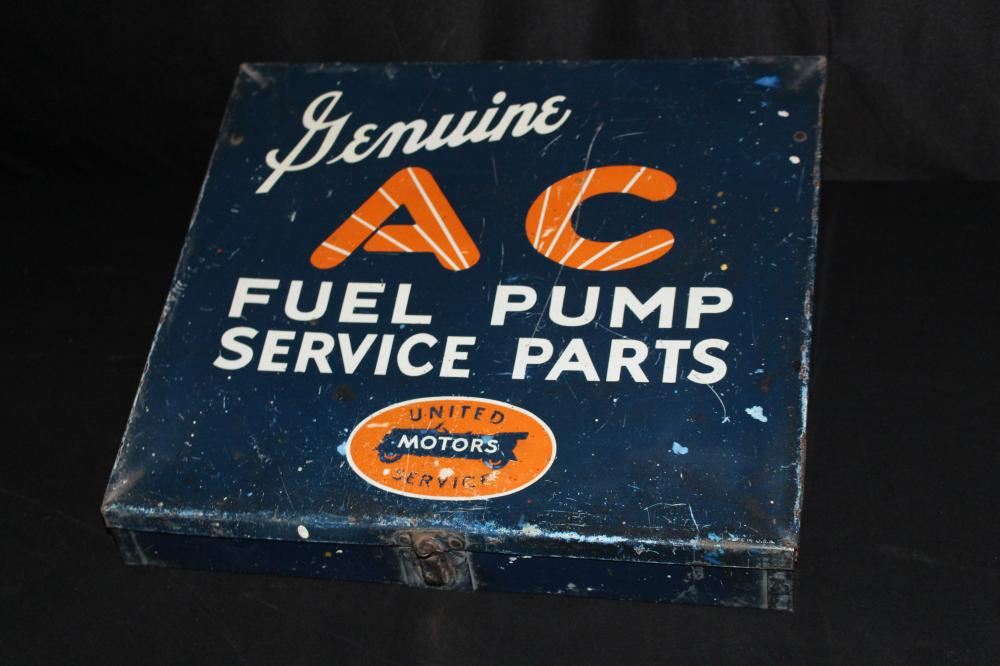 Genuine
AC
FUEL PUMP
SERVICE PARTS
UNITED
MOTORS
SERVICE